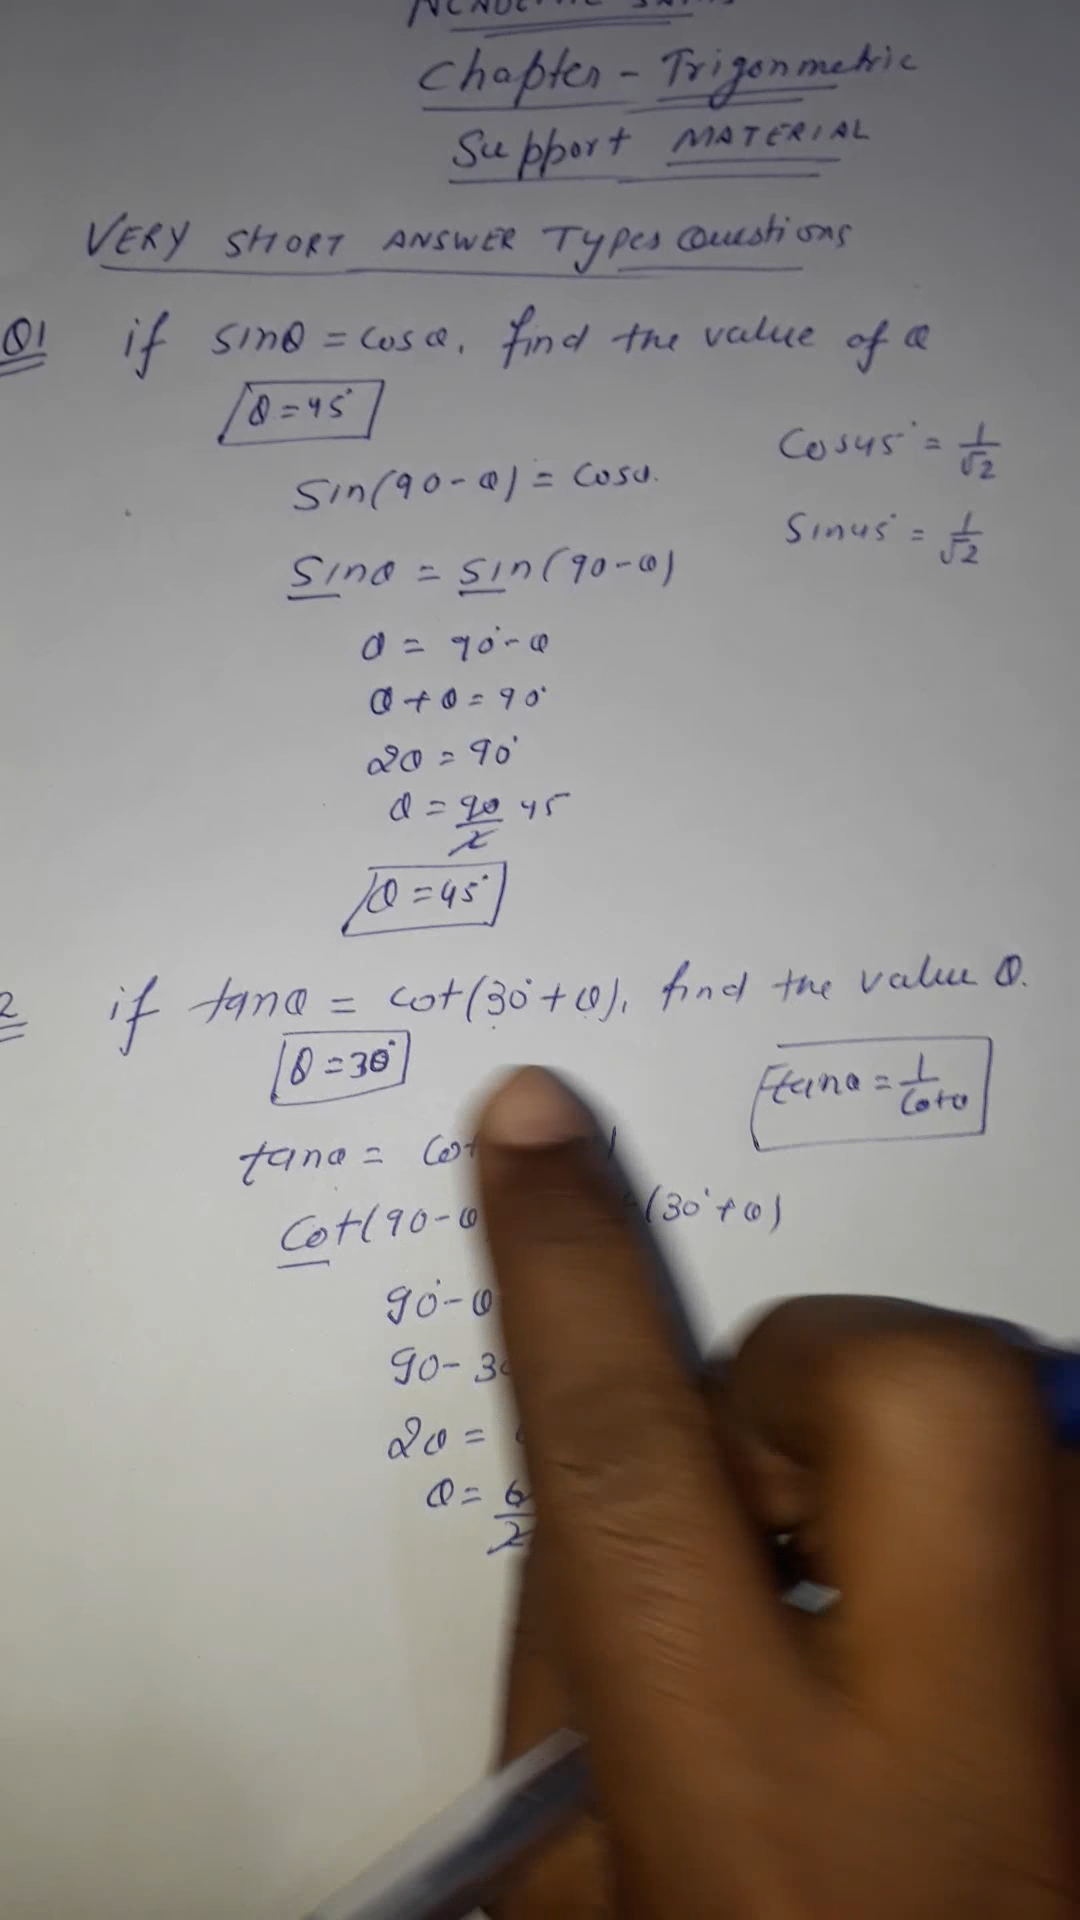 Chapter - Trigonmetric
Support MATERIAL
VERY SHORT ANSWER Types Questions
Q1 if sinθ = cosθ, find the value of θ
θ = 45°
sin(90-θ) = cosθ.
cos45° = 1/√2
sinθ = sin(90-θ)
sin45° = 1/√2
θ = 90°-θ
θ + θ = 90°
2θ = 90°
θ = 90/2 45
θ = 45°
2 if tanθ = cot(30°+θ), find the value θ.
θ = 30°
tanθ = 1/cotθ
tanθ = cot
cot(90-θ (30°+θ)
90°-θ
90-3
2θ =
θ = 6/2